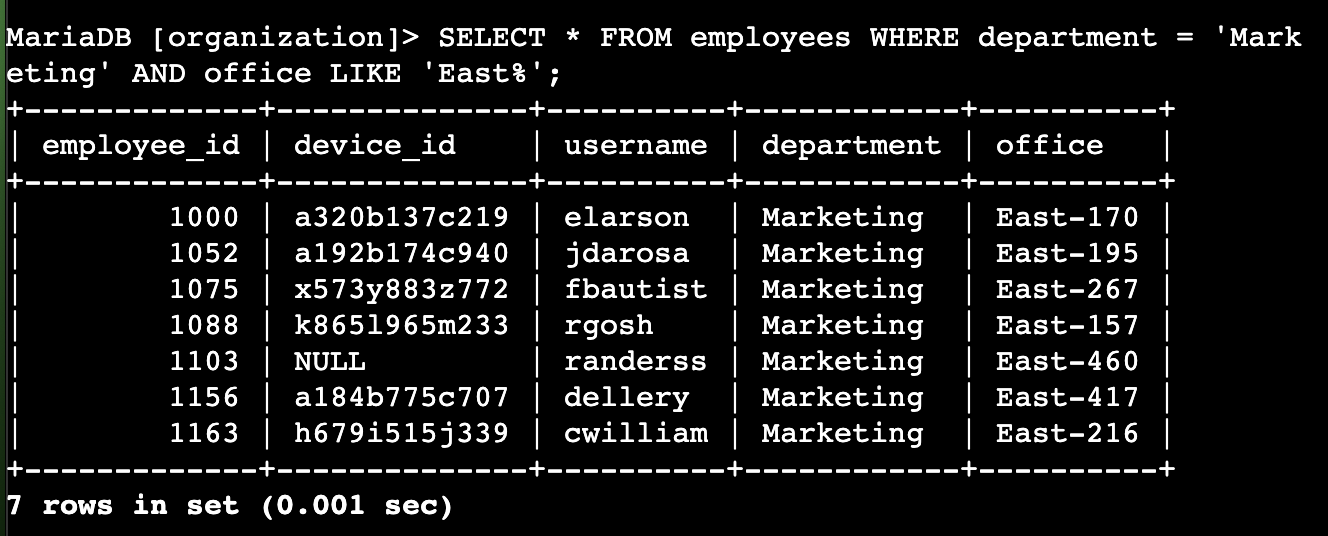 MariaDB [organization]> SELECT * FROM employees WHERE department = 'Mark
eting' AND office LIKE 'East%';
+-------------+--------------+----------+------------+----------+
| employee_id | device_id    | username | department | office   |
+-------------+--------------+----------+------------+----------+
|        1000 | a320b137c219 | elarson  | Marketing  | East-170 |
|        1052 | a192b174c940 | jdarosa  | Marketing  | East-195 |
|        1075 | x573y883z772 | fbautist | Marketing  | East-267 |
|        1088 | k865l965m233 | rgosh    | Marketing  | East-157 |
|        1103 | NULL         | randerss | Marketing  | East-460 |
|        1156 | a184b775c707 | dellery  | Marketing  | East-417 |
|        1163 | h679i515j339 | cwilliam | Marketing  | East-216 |
+-------------+--------------+----------+------------+----------+
7 rows in set (0.001 sec)